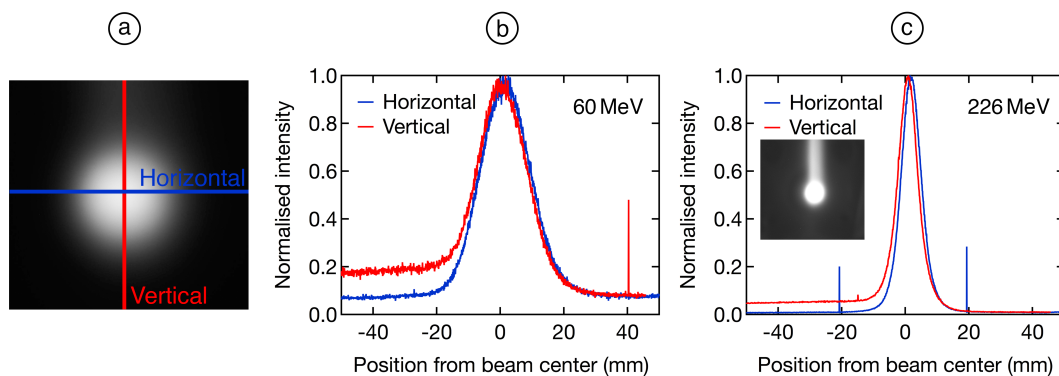 a
b
c
Horizontal
Vertical
1.0
0.8
0.6
0.4
0.2
0.0
Normalised intensity
Horizontal
Vertical
60 MeV
-40
-20
0
20
40
Position from beam center (mm)
1.0
0.8
0.6
0.4
0.2
0.0
Normalised intensity
Horizontal
Vertical
226 MeV
-40
-20
0
20
40
Position from beam center (mm)